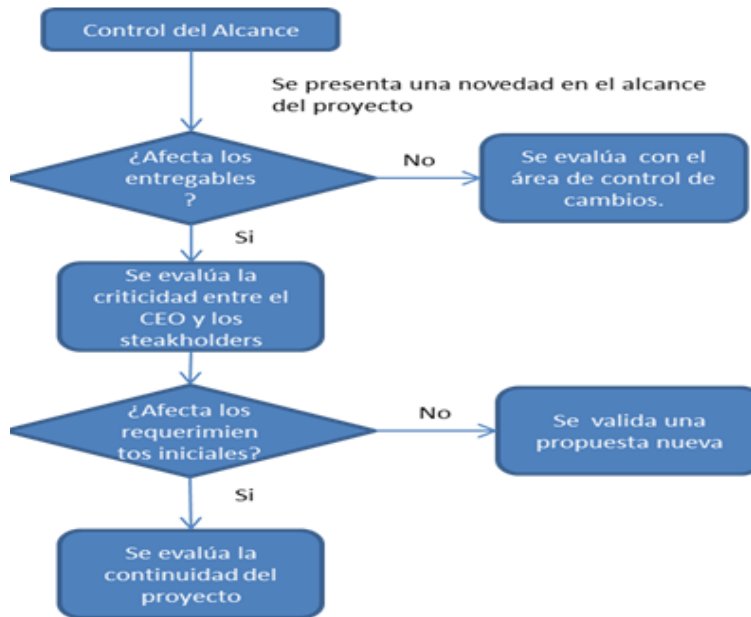 Control del Alcance
Se presenta una novedad en el alcance
del proyecto
¿Afecta los
entregables
?
No
Se evalúa con el
área de control de
cambios.
Si
Se evalúa la
criticidad entre el
CEO y los
steakholders
¿Afecta los
requerimien
tos iniciales?
No
Se valida una
propuesta nueva
Si
Se evalúa la
continuidad del
proyecto